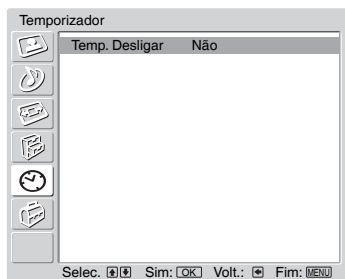 Temporizador
Temp. Desligar Não
Selec. Sim: OK Volt.: Fim: MENU